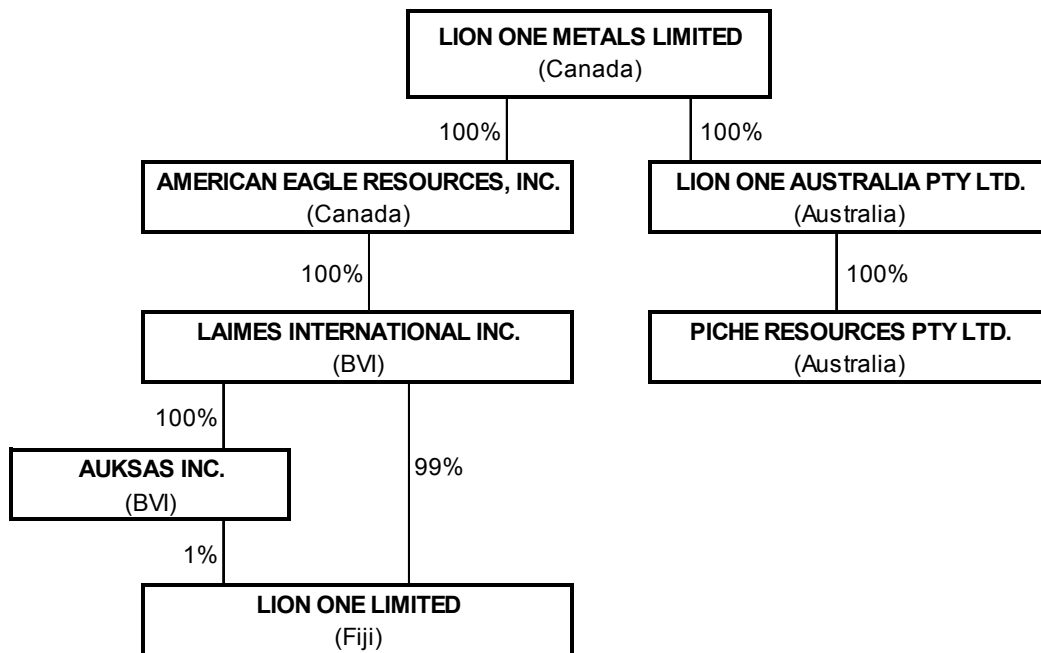 LION ONE METALS LIMITED
(Canada)
100%
100%
AMERICAN EAGLE RESOURCES, INC.
(Canada)
LION ONE AUSTRALIA PTY LTD.
(Australia)
100%
100%
LAIMES INTERNATIONAL INC.
(BVI)
PICHE RESOURCES PTY LTD.
(Australia)
100%
AUKSAS INC.
(BVI)
99%
1%
LION ONE LIMITED
(Fiji)